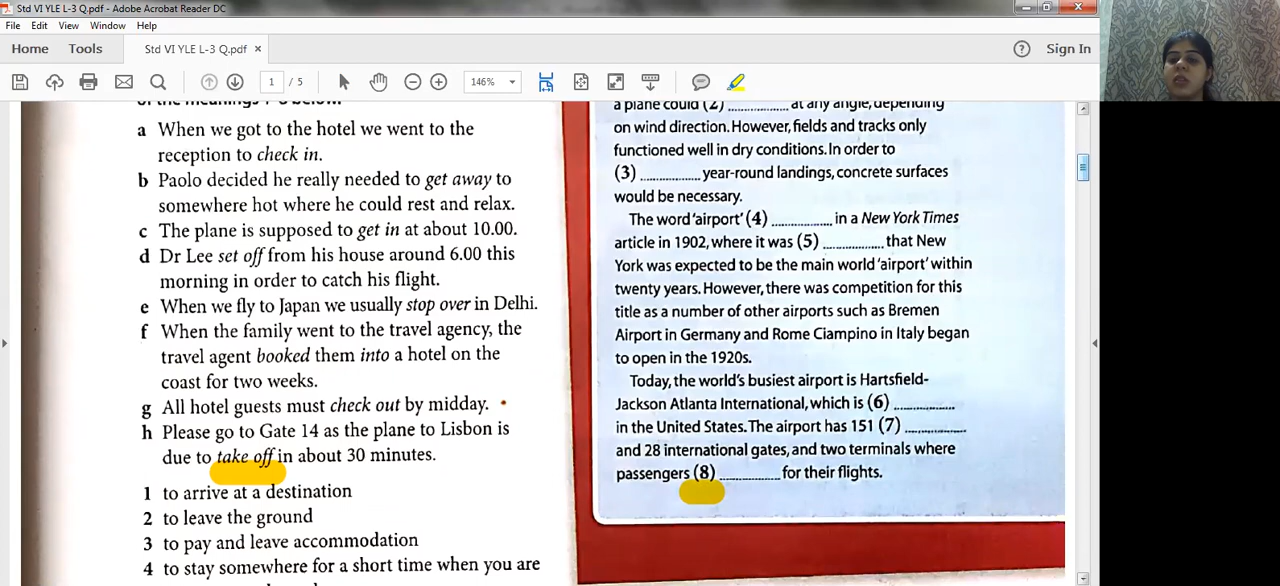 Std VI YLE L-3 Q.pdf - Adobe Acrobat Reader DC
File Edit View Window Help
Home Tools Std VI YLE L-3 Q.pdf × Sign In
1 / 5 146%
of the meanings 1-8 below.
a When we got to the hotel we went to the
reception to check in.
b Paolo decided he really needed to get away to
somewhere hot where he could rest and relax.
c The plane is supposed to get in at about 10.00.
d Dr Lee set off from his house around 6.00 this
morning in order to catch his flight.
e When we fly to Japan we usually stop over in Delhi.
f When the family went to the travel agency, the
travel agent booked them into a hotel on the
coast for two weeks.
g All hotel guests must check out by midday.
h Please go to Gate 14 as the plane to Lisbon is
due to take off in about 30 minutes.
1 to arrive at a destination
2 to leave the ground
3 to pay and leave accommodation
4 to stay somewhere for a short time when you are
a plane could (2) ............... at any angle, depending
on wind direction. However, fields and tracks only
functioned well in dry conditions. In order to
(3) ............... year-round landings, concrete surfaces
would be necessary.
The word 'airport' (4) ............... in a New York Times
article in 1902, where it was (5) ............... that New
York was expected to be the main world 'airport' within
twenty years. However, there was competition for this
title as a number of other airports such as Bremen
Airport in Germany and Rome Ciampino in Italy began
to open in the 1920s.
Today, the world's busiest airport is Hartsfield-
Jackson Atlanta International, which is (6) ...............
in the United States. The airport has 151 (7) ...............
and 28 international gates, and two terminals where
passengers (8) ............... for their flights.